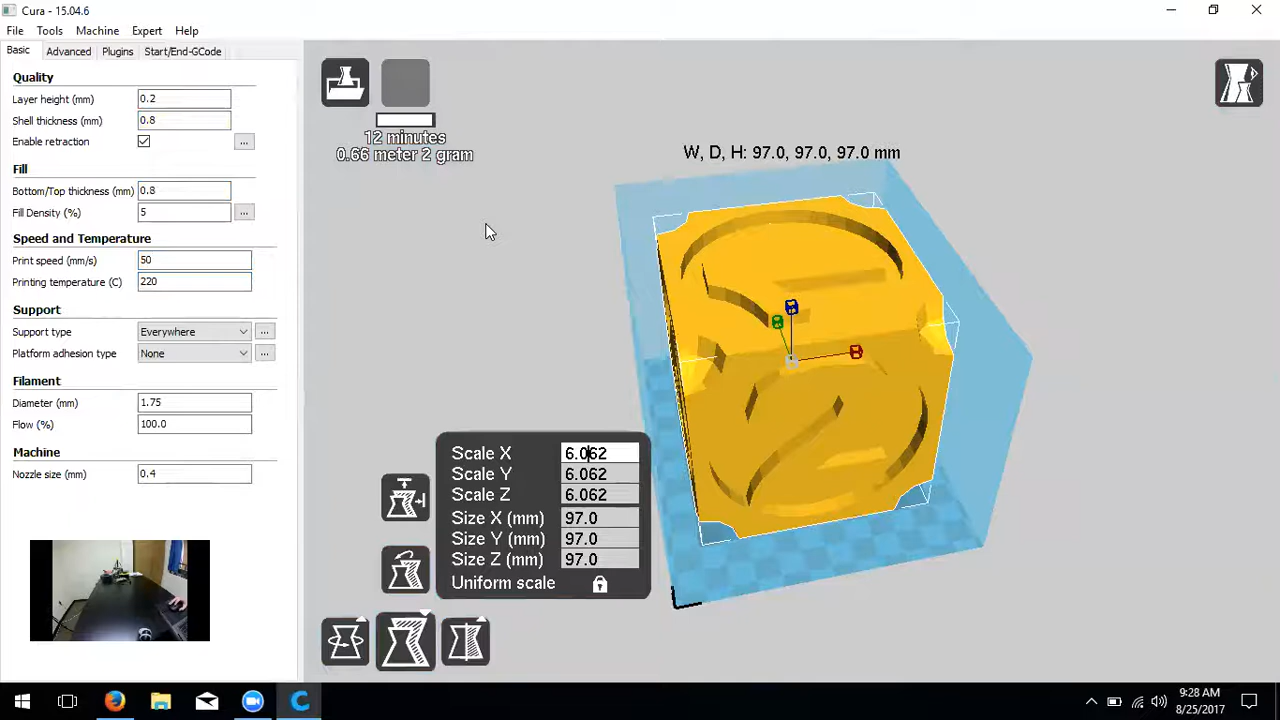 Cura - 15.04.6
File Tools Machine Expert Help
Basic Advanced Plugins Start/End-GCode
Quality
Layer height (mm) 0.2
Shell thickness (mm) 0.8
Enable retraction ...
Fill
Bottom/Top thickness (mm) 0.8
Fill Density (%) 5 ...
Speed and Temperature
Print speed (mm/s) 50
Printing temperature (C) 220
Support
Support type Everywhere ...
Platform adhesion type None ...
Filament
Diameter (mm) 1.75
Flow (%) 100.0
Machine
Nozzle size (mm) 0.4
12 minutes
0.66 meter 2 gram
W, D, H: 97.0, 97.0, 97.0 mm
Scale X 6.062
Scale Y 6.062
Scale Z 6.062
Size X (mm) 97.0
Size Y (mm) 97.0
Size Z (mm) 97.0
Uniform scale
9:28 AM
8/25/2017